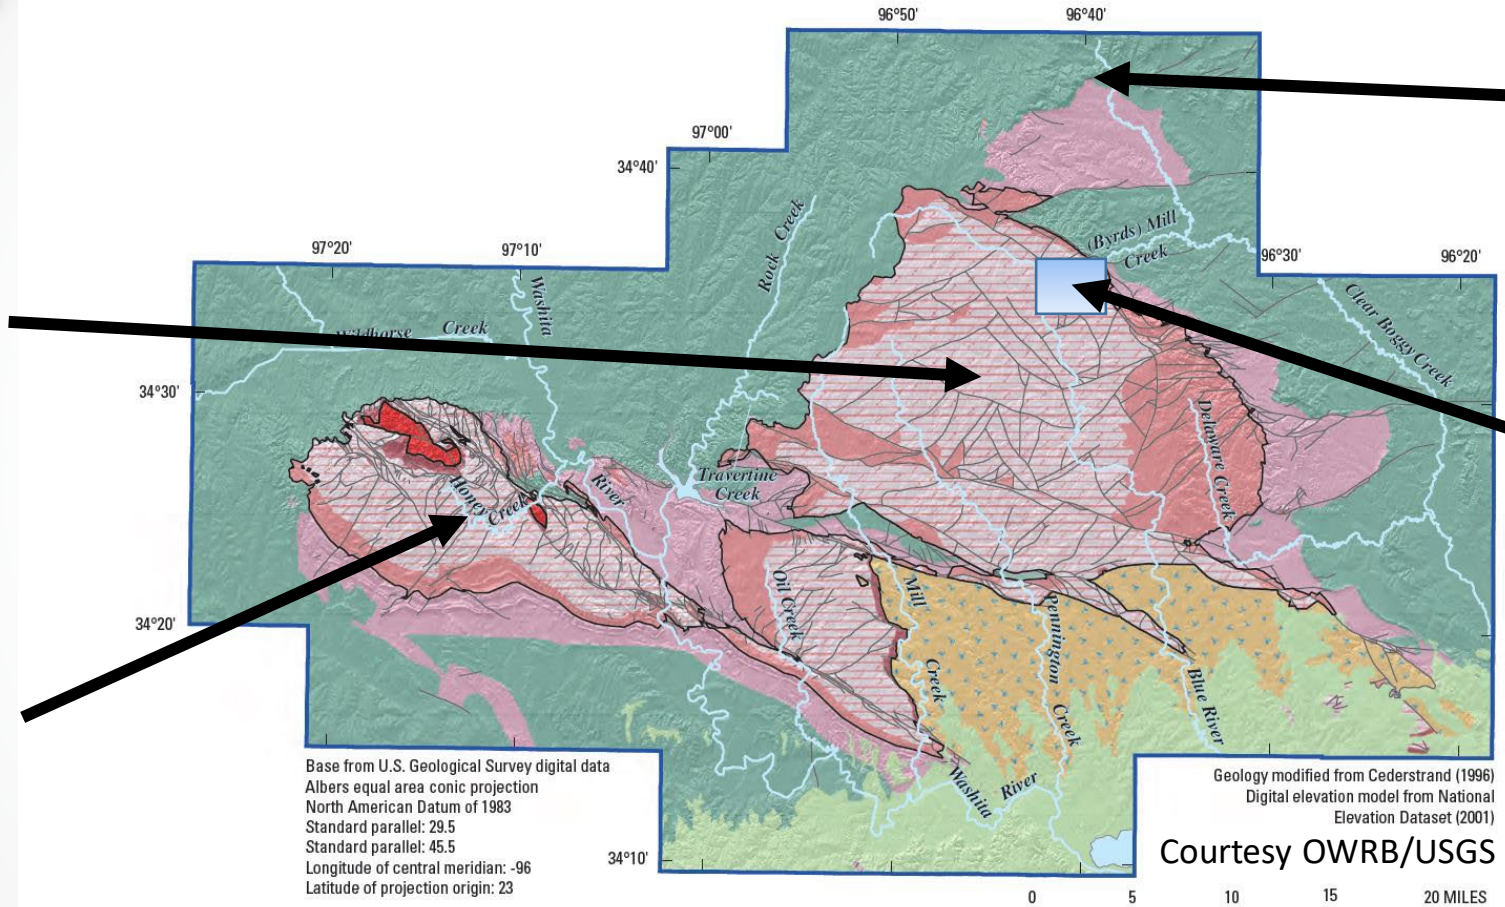 96°50'
96°40'
97°00'
34°40'
Rock Creek
(Byrds) Mill
Creek
97°20'
97°10'
96°30'
96°20'
Washita
Clear Boggy Creek
Wildhorse Creek
34°30'
Delaware Creek
Travertine
Creek
River
Honey Creek
Oil Creek
Mill
Creek
Pennington
Creek
34°20'
Blue River
Washita River
Base from U.S. Geological Survey digital data
Albers equal area conic projection
North American Datum of 1983
Standard parallel: 29.5
Standard parallel: 45.5
Longitude of central meridian: -96
Latitude of projection origin: 23
34°10'
Geology modified from Cederstrand (1996)
Digital elevation model from National
Elevation Dataset (2001)
Courtesy OWRB/USGS
0 5 10 15 20 MILES